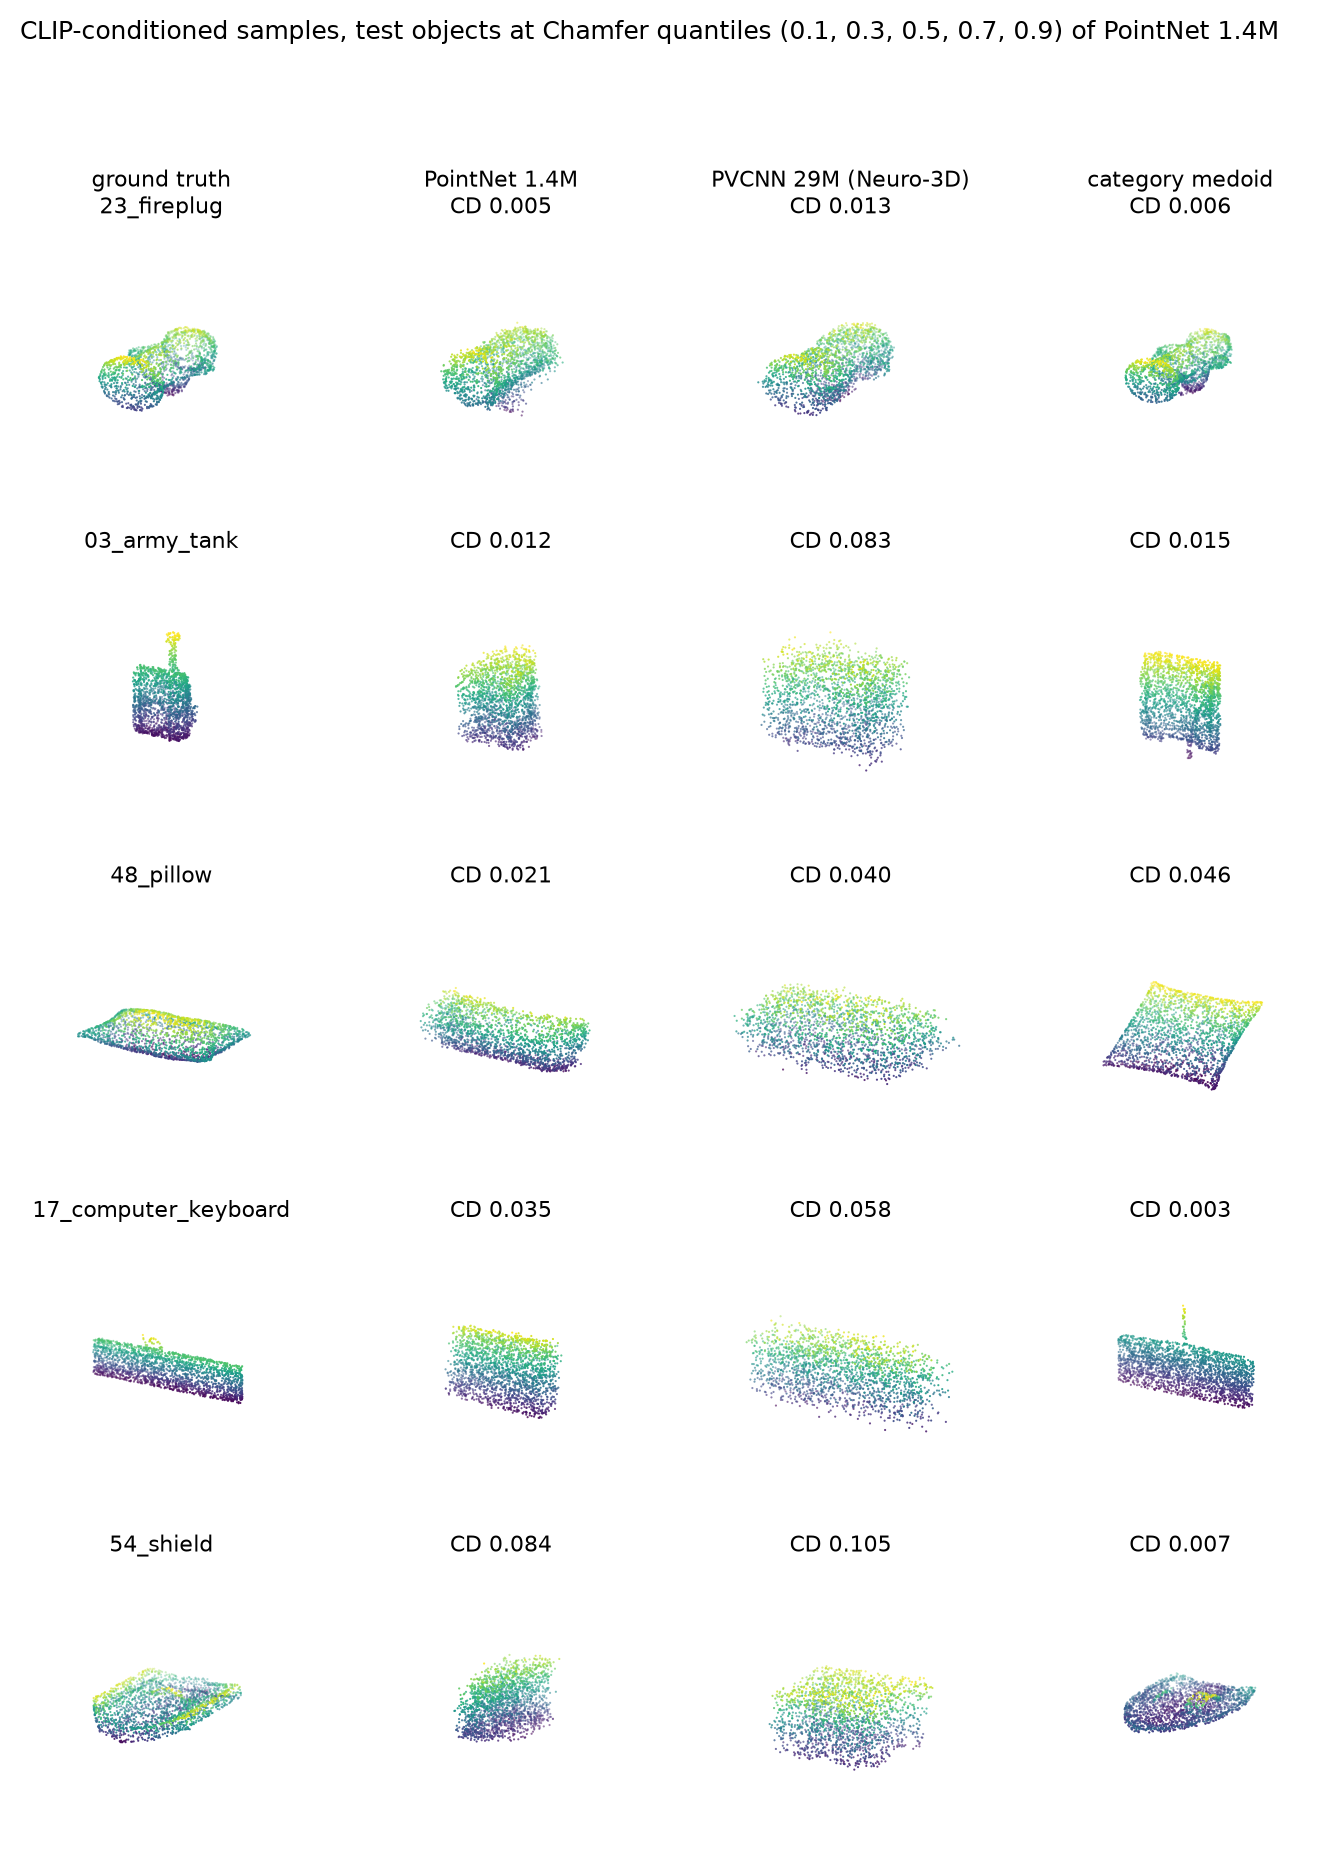 CLIP-conditioned samples, test objects at Chamfer quantiles (0.1, 0.3, 0.5, 0.7, 0.9) of PointNet 1.4M
ground truth
23_fireplug
PointNet 1.4M
CD 0.005
PVCNN 29M (Neuro-3D)
CD 0.013
category medoid
CD 0.006
03_army_tank
CD 0.012
CD 0.083
CD 0.015
48_pillow
CD 0.021
CD 0.040
CD 0.046
17_computer_keyboard
CD 0.035
CD 0.058
CD 0.003
54_shield
CD 0.084
CD 0.105
CD 0.007